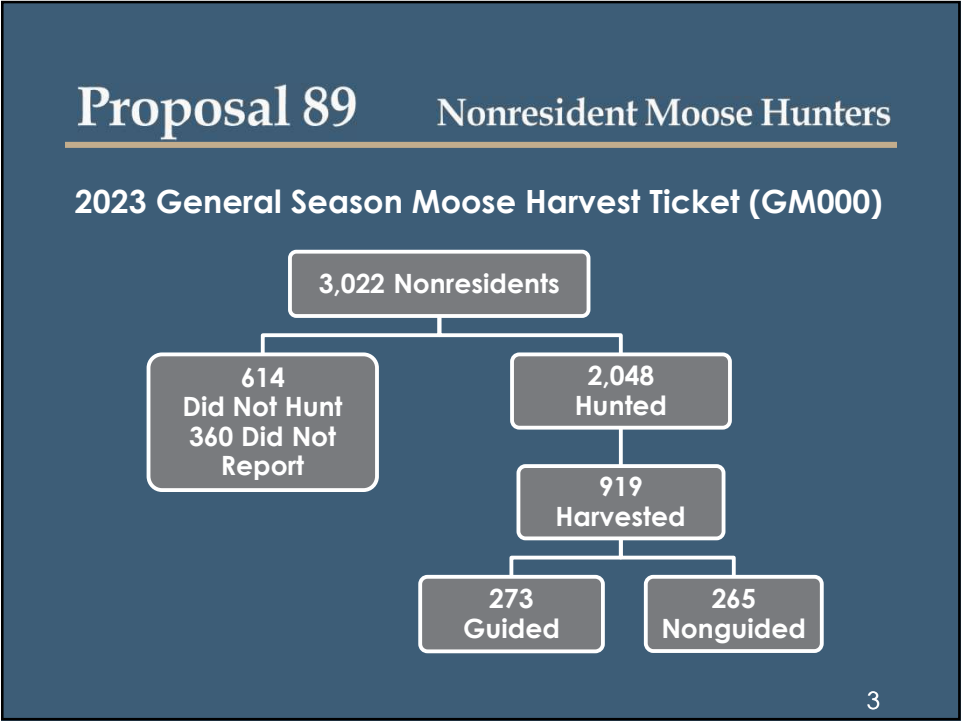 Proposal 89 Nonresident Moose Hunters
2023 General Season Moose Harvest Ticket (GM000)
3,022 Nonresidents
614
Did Not Hunt
360 Did Not
Report
2,048
Hunted
919
Harvested
273
Guided
265
Nonguided
3